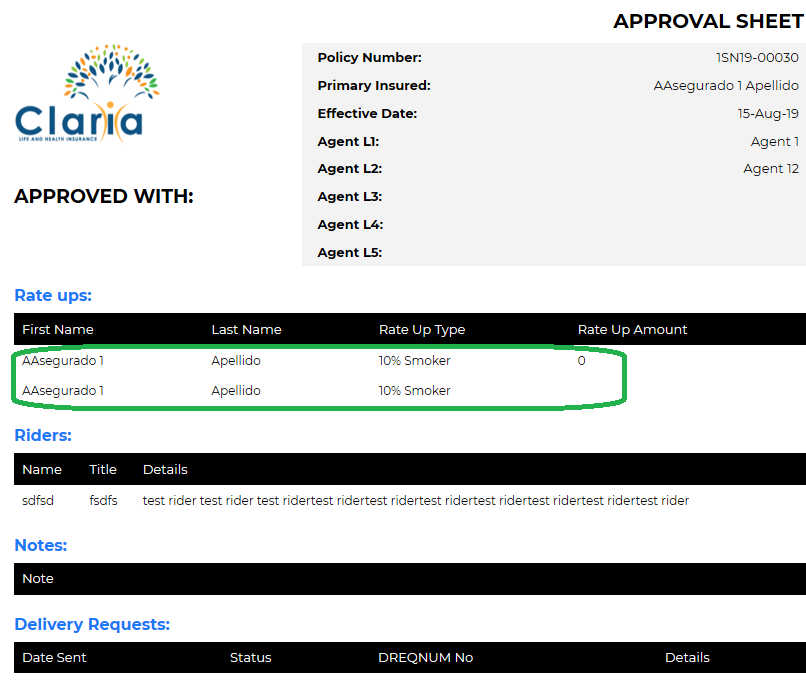 APPROVAL SHEET
Claria
LIFE AND HEALTH INSURANCE
Policy Number: 1SN19-00030
Primary Insured: AAsegurado 1 Apellido
Effective Date: 15-Aug-19
Agent L1: Agent 1
Agent L2: Agent 12
Agent L3:
Agent L4:
Agent L5:
APPROVED WITH:
Rate ups:
First Name Last Name Rate Up Type Rate Up Amount
AAsegurado 1 Apellido 10% Smoker 0
AAsegurado 1 Apellido 10% Smoker
Riders:
Name Title Details
sdfsd fsdfs test rider test rider test ridertest ridertest ridertest ridertest ridertest ridertest ridertest rider
Notes:
Note
Delivery Requests:
Date Sent Status DREQNUM No Details